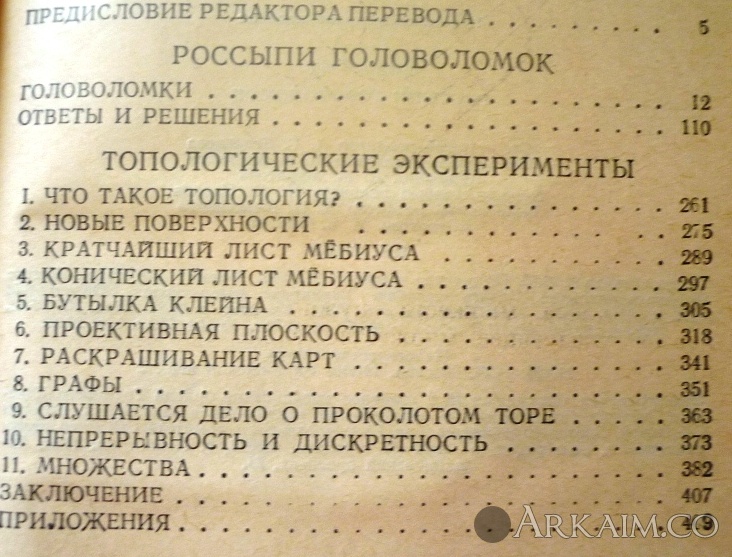 ПРЕДИСЛОВИЕ РЕДАКТОРА ПЕРЕВОДА . . . . . . . . . 5
РОССЫПИ ГОЛОВОЛОМОК
ГОЛОВОЛОМКИ . . . . . . . . . . . . . . . . . . . . 12
ОТВЕТЫ И РЕШЕНИЯ . . . . . . . . . . . . . . . . . 110
ТОПОЛОГИЧЕСКИЕ ЭКСПЕРИМЕНТЫ
1. ЧТО ТАКОЕ ТОПОЛОГИЯ? . . . . . . . . . . . . . . 261
2. НОВЫЕ ПОВЕРХНОСТИ . . . . . . . . . . . . . . 275
3. КРАТЧАЙШИЙ ЛИСТ МЁБИУСА . . . . . . . . . . . 289
4. КОНИЧЕСКИЙ ЛИСТ МЁБИУСА . . . . . . . . . . . 297
5. БУТЫЛКА КЛЕЙНА . . . . . . . . . . . . . . . . 305
6. ПРОЕКТИВНАЯ ПЛОСКОСТЬ . . . . . . . . . . . . 318
7. РАСКРАШИВАНИЕ КАРТ . . . . . . . . . . . . . . 341
8. ГРАФЫ . . . . . . . . . . . . . . . . . . . . . . 351
9. СЛУШАЕТСЯ ДЕЛО О ПРОКОЛОТОМ ТОРЕ . . . . . 363
10. НЕПРЕРЫВНОСТЬ И ДИСКРЕТНОСТЬ . . . . . . . . 373
11. МНОЖЕСТВА . . . . . . . . . . . . . . . . . . . 382
ЗАКЛЮЧЕНИЕ . . . . . . . . . . . . . . . . . . . . 407
ПРИЛОЖЕНИЯ . . . . . . . . . . . . .
ARKAIM.CO